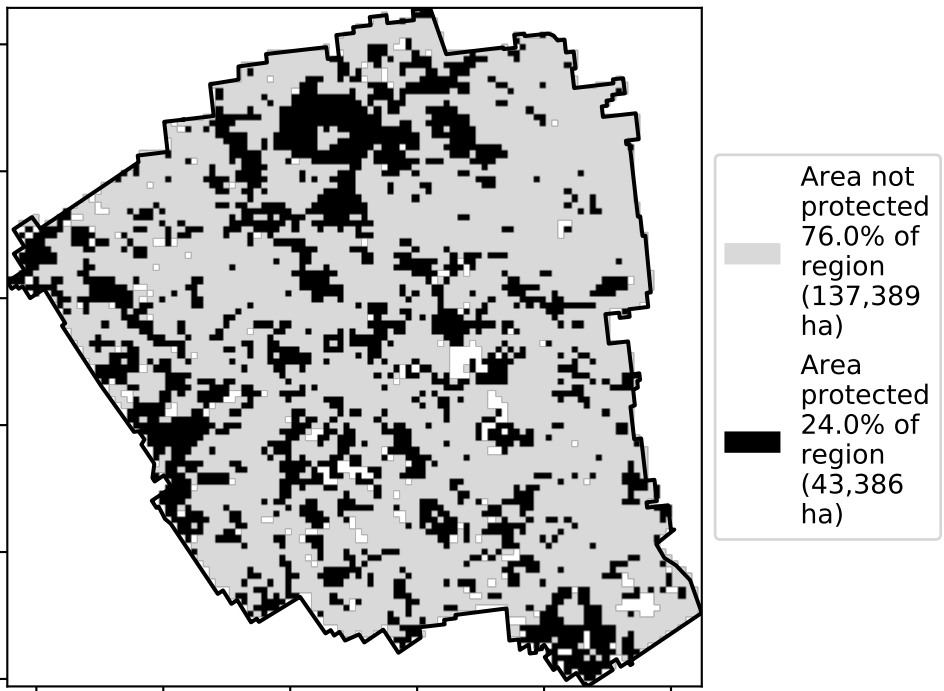 Area not
protected
76.0% of
region
(137,389
ha)
Area
protected
24.0% of
region
(43,386
ha)